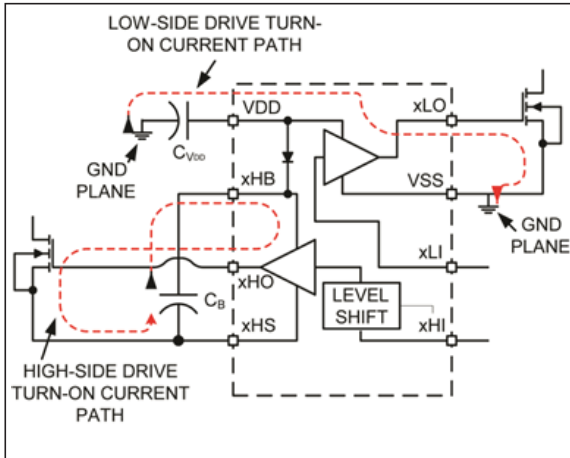 LOW-SIDE DRIVE TURN-
ON CURRENT PATH
VDD
xLO
CVDD
GND
PLANE
xHB
VSS
GND
PLANE
xHO
xLI
CB
LEVEL
SHIFT
xHS
xHI
HIGH-SIDE DRIVE
TURN-ON CURRENT
PATH